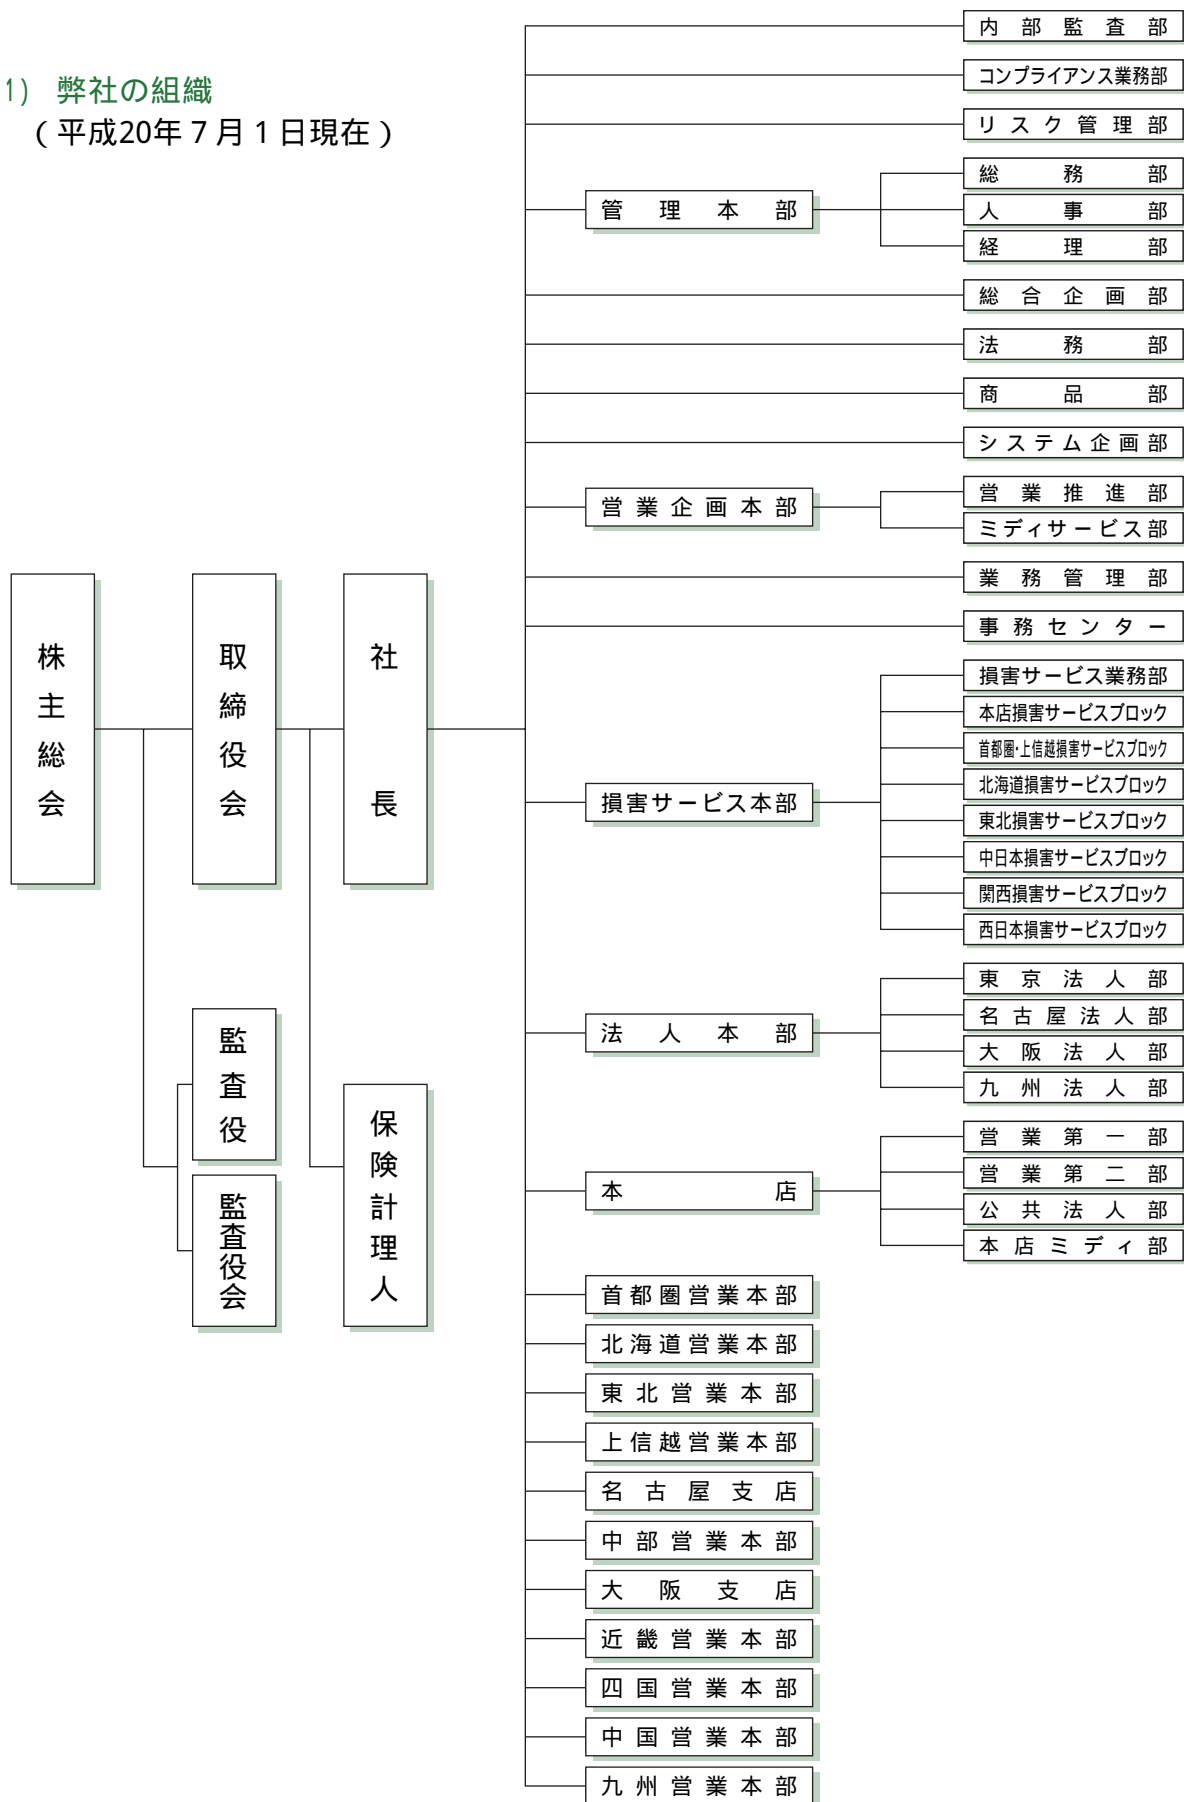 1) 弊社の組織
(平成20年7月1日現在)
株主総会
取締役会
社長
監査役
監査役会
保険計理人
内部監査部
コンプライアンス業務部
リスク管理部
管理本部
総務部
人事部
経理部
総合企画部
法務部
商品部
システム企画部
営業企画本部
営業推進部
ミディサービス部
業務管理部
事務センター
損害サービス本部
損害サービス業務部
本店損害サービスブロック
首都圏・上信越損害サービスブロック
北海道損害サービスブロック
東北損害サービスブロック
中日本損害サービスブロック
関西損害サービスブロック
西日本損害サービスブロック
法人本部
東京法人部
名古屋法人部
大阪法人部
九州法人部
本店
営業第一部
営業第二部
公共法人部
本店ミディ部
首都圏営業本部
北海道営業本部
東北営業本部
上信越営業本部
名古屋支店
中部営業本部
大阪支店
近畿営業本部
四国営業本部
中国営業本部
九州営業本部